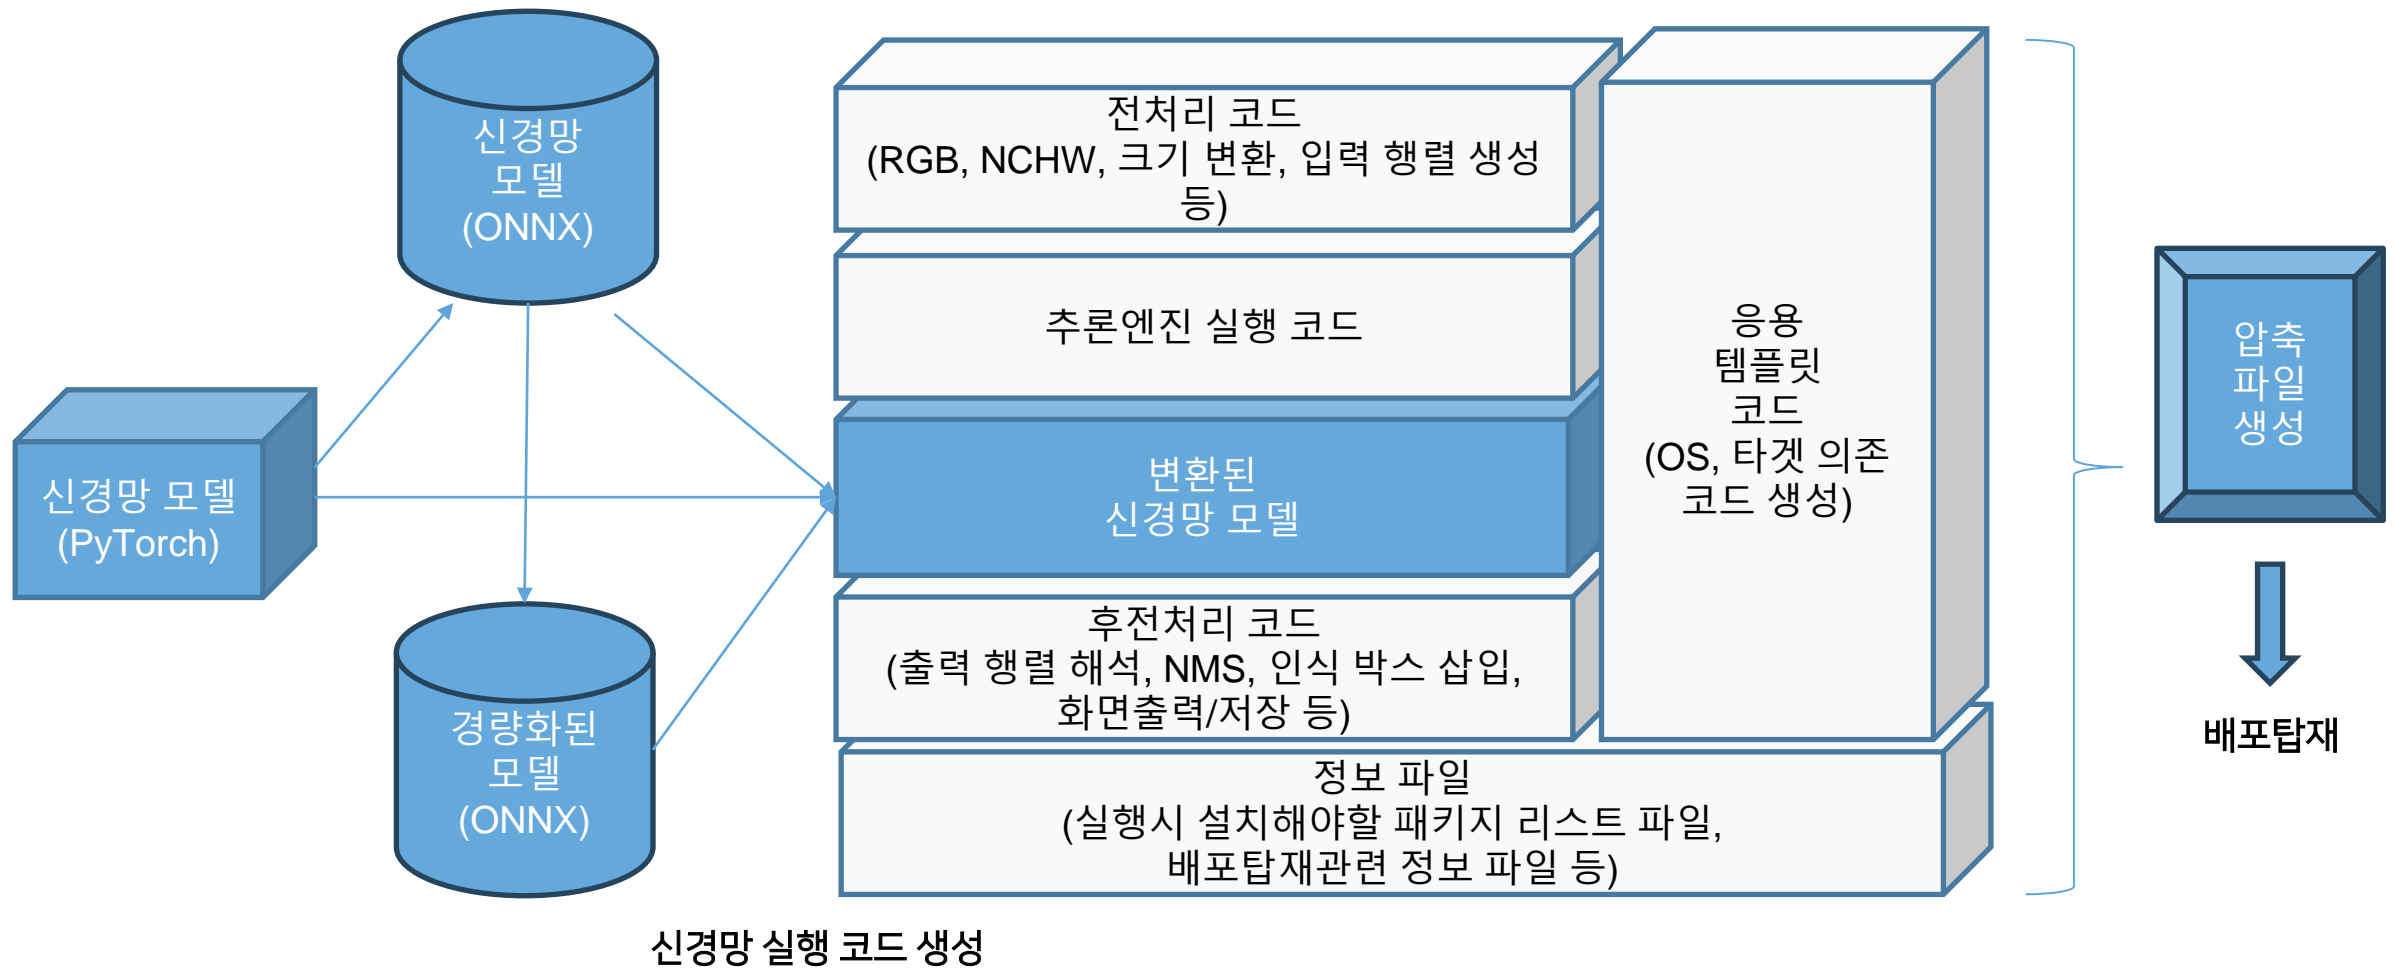 신경망
모델
(ONNX)
신경망 모델
(PyTorch)
경량화된
모델
(ONNX)
전처리 코드
(RGB, NCHW, 크기 변환, 입력 행렬 생성
등)
추론엔진 실행 코드
변환된
신경망 모델
후전처리 코드
(출력 행렬 해석, NMS, 인식 박스 삽입,
화면출력/저장 등)
응용
템플릿
코드
(OS, 타겟 의존
코드 생성)
정보 파일
(실행시 설치해야할 패키지 리스트 파일,
배포탑재관련 정보 파일 등)
압축
파일
생성
배포탑재
신경망 실행 코드 생성